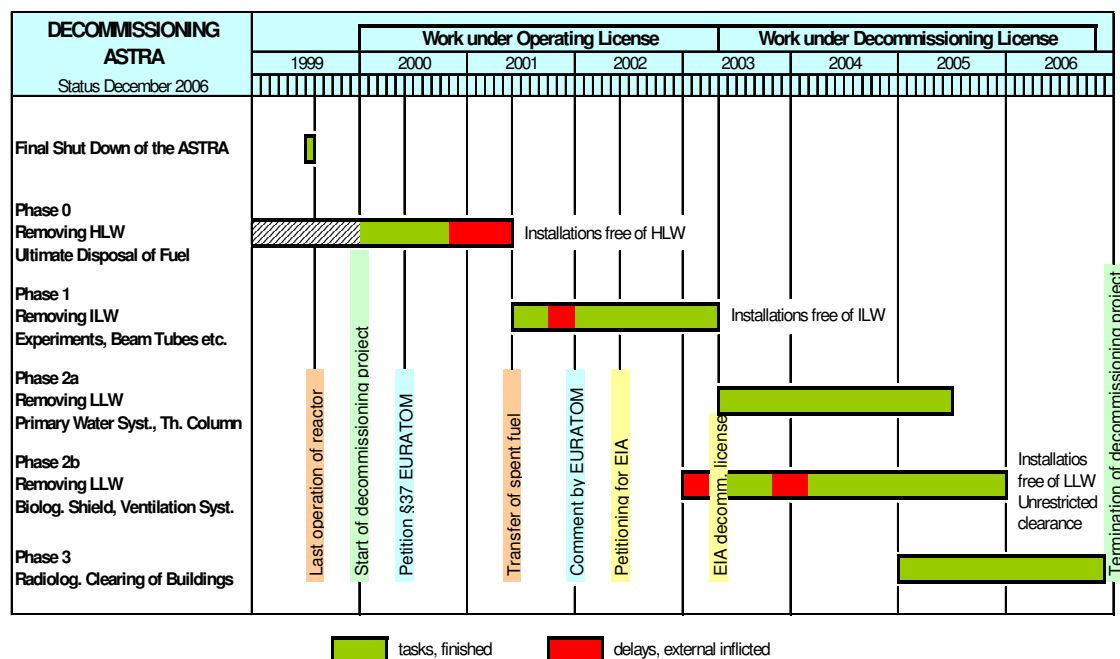 DECOMMISSIONING
ASTRA
Status December 2006
Work under Operating License
Work under Decommissioning License
1999
2000
2001
2002
2003
2004
2005
2006
Final Shut Down of the ASTRA
Phase 0
Removing HLW
Ultimate Disposal of Fuel
Installations free of HLW
Phase 1
Removing ILW
Experiments, Beam Tubes etc.
Installations free of ILW
Phase 2a
Removing LLW
Primary Water Syst., Th. Column
Phase 2b
Removing LLW
Biolog. Shield, Ventilation Syst.
Installatios
free of LLW
Unrestricted
clearance
Phase 3
Radiolog. Clearing of Buildings
Last operation of reactor
Start of decommissioning project
Petition §37 EURATOM
Transfer of spent fuel
Comment by EURATOM
Petitioning for EIA
EIA decomm. license
Termination of decommissioning project
tasks, finished
delays, external inflicted